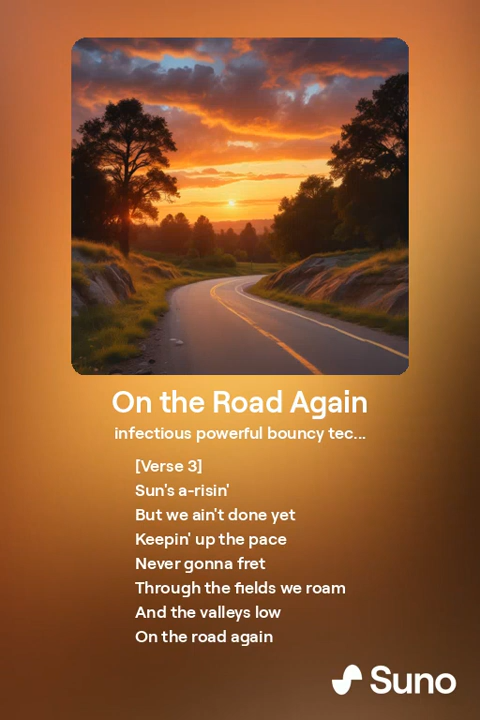 On the Road Again
infectious powerful bouncy tec...
[Verse 3]
Sun's a-risin'
But we ain't done yet
Keepin' up the pace
Never gonna fret
Through the fields we roam
And the valleys low
On the road again
Suno